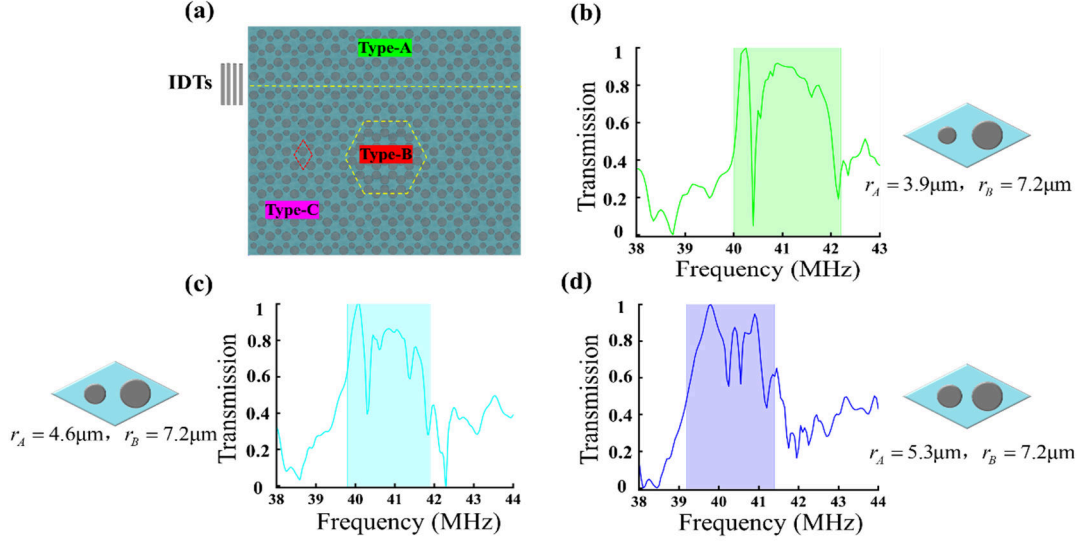 (a)
Type-A
IDTs
Type-B
Type-C
(b)
1
0.8
0.6
0.4
0.2
0
Transmission
38 39 40 41 42 43
Frequency (MHz)
r_A = 3.9μm, r_B = 7.2μm
(c)
1
0.8
0.6
0.4
0.2
0
Transmission
38 39 40 41 42 43 44
Frequency (MHz)
r_A = 4.6μm, r_B = 7.2μm
(d)
1
0.8
0.6
0.4
0.2
0
Transmission
38 39 40 41 42 43 44
Frequency (MHz)
r_A = 5.3μm, r_B = 7.2μm